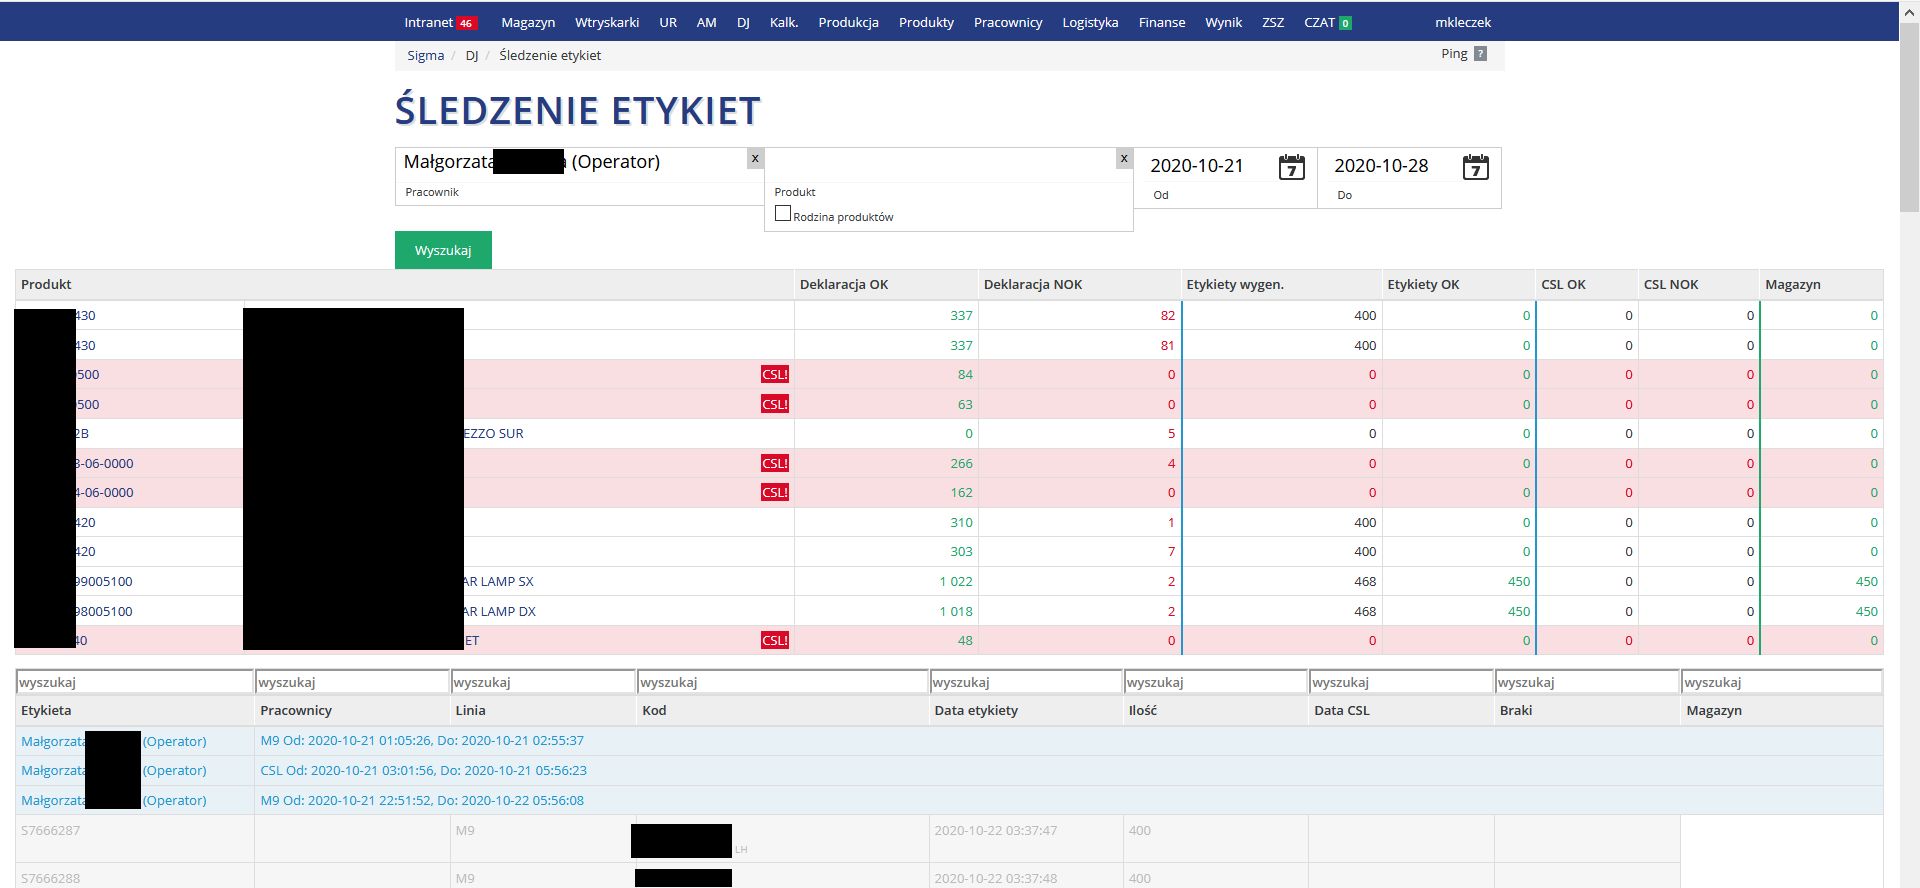 Intranet 46 Magazyn Wtryskarki UR AM DJ Kalk. Produkcja Produkty Pracownicy Logistyka Finanse Wynik ZSZ CZAT 0 mkleczek
Sigma / DJ / Śledzenie etykiet Ping ?
ŚLEDZENIE ETYKIET
Małgorzata (Operator) x x 2020-10-21 7 2020-10-28 7
Pracownik Produkt Od Do
Rodzina produktów
Wyszukaj
Produkt Deklaracja OK Deklaracja NOK Etykiety wygen. Etykiety OK CSL OK CSL NOK Magazyn
430 337 82 400 0 0 0 0
430 337 81 400 0 0 0 0
500 CSL! 84 0 0 0 0 0 0
500 CSL! 63 0 0 0 0 0 0
2B EZZO SUR 0 5 0 0 0 0 0
3-06-0000 CSL! 266 4 0 0 0 0 0
4-06-0000 CSL! 162 0 0 0 0 0 0
420 310 1 400 0 0 0 0
420 303 7 400 0 0 0 0
99005100 AR LAMP SX 1 022 2 468 450 0 0 450
98005100 AR LAMP DX 1 018 2 468 450 0 0 450
40 ET CSL! 48 0 0 0 0 0 0
wyszukaj wyszukaj wyszukaj wyszukaj wyszukaj wyszukaj wyszukaj wyszukaj wyszukaj
Etykieta Pracownicy Linia Kod Data etykiety Ilość Data CSL Braki Magazyn
Małgorzata (Operator) M9 Od: 2020-10-21 01:05:26, Do: 2020-10-21 02:55:37
Małgorzata (Operator) CSL Od: 2020-10-21 03:01:56, Do: 2020-10-21 05:56:23
Małgorzata (Operator) M9 Od: 2020-10-21 22:51:52, Do: 2020-10-22 05:56:08
S7666287 M9 LH 2020-10-22 03:37:47 400
S7666288 M9 2020-10-22 03:37:48 400